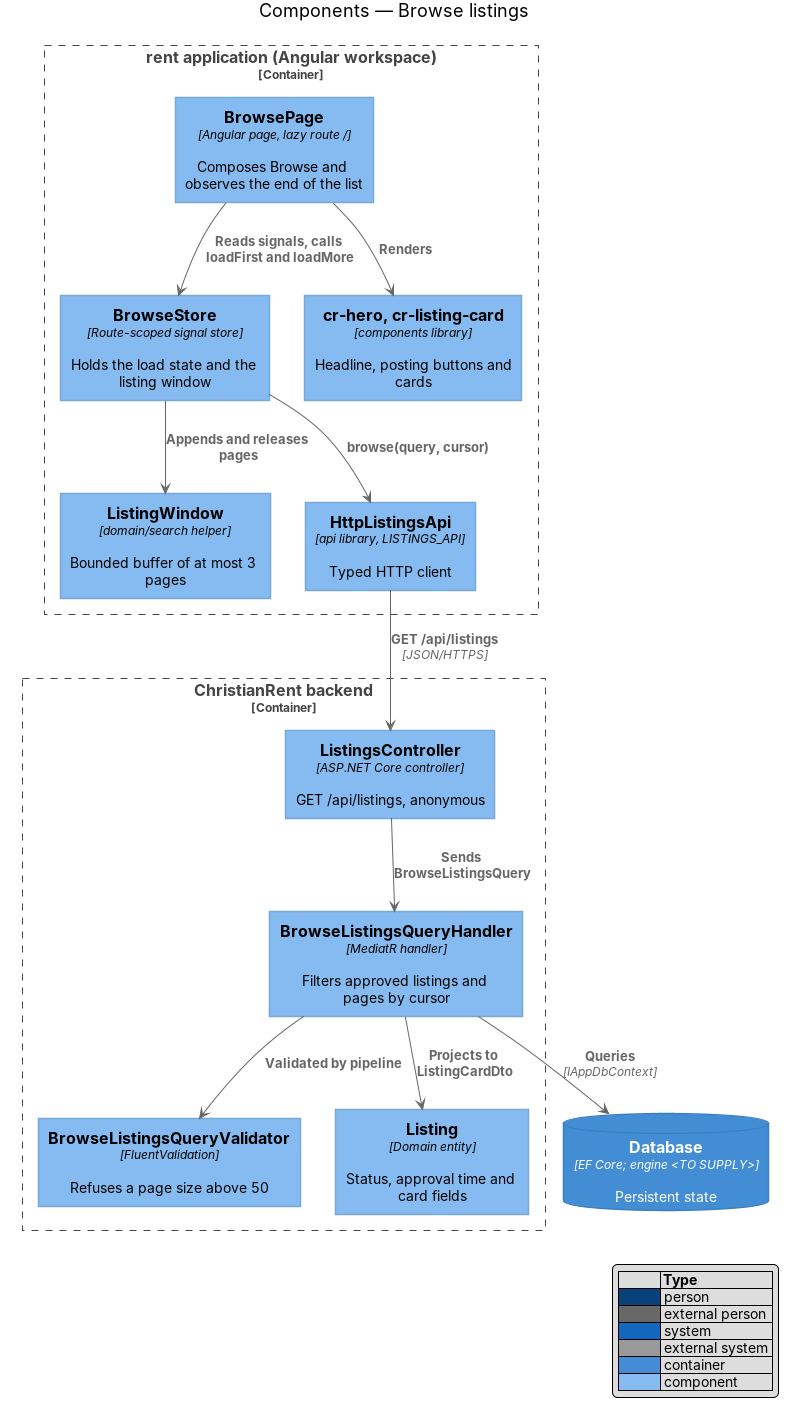 Components — Browse listings
rent application (Angular workspace)
[Container]
BrowsePage
[Angular page, lazy route /]
Composes Browse and
observes the end of the list
Reads signals, calls
loadFirst and loadMore
Renders
BrowseStore
[Route-scoped signal store]
Holds the load state and the
listing window
cr-hero, cr-listing-card
[components library]
Headline, posting buttons and
cards
Appends and releases
pages
browse(query, cursor)
ListingWindow
[domain/search helper]
Bounded buffer of at most 3
pages
HttpListingsApi
[api library, LISTINGS_API]
Typed HTTP client
GET /api/listings
[JSON/HTTPS]
ChristianRent backend
[Container]
ListingsController
[ASP.NET Core controller]
GET /api/listings, anonymous
Sends
BrowseListingsQuery
BrowseListingsQueryHandler
[MediatR handler]
Filters approved listings and
pages by cursor
Validated by pipeline
Projects to
ListingCardDto
Queries
[IAppDbContext]
BrowseListingsQueryValidator
[FluentValidation]
Refuses a page size above 50
Listing
[Domain entity]
Status, approval time and
card fields
Database
[EF Core; engine <TO SUPPLY>]
Persistent state
Type
person
external person
system
external system
container
component